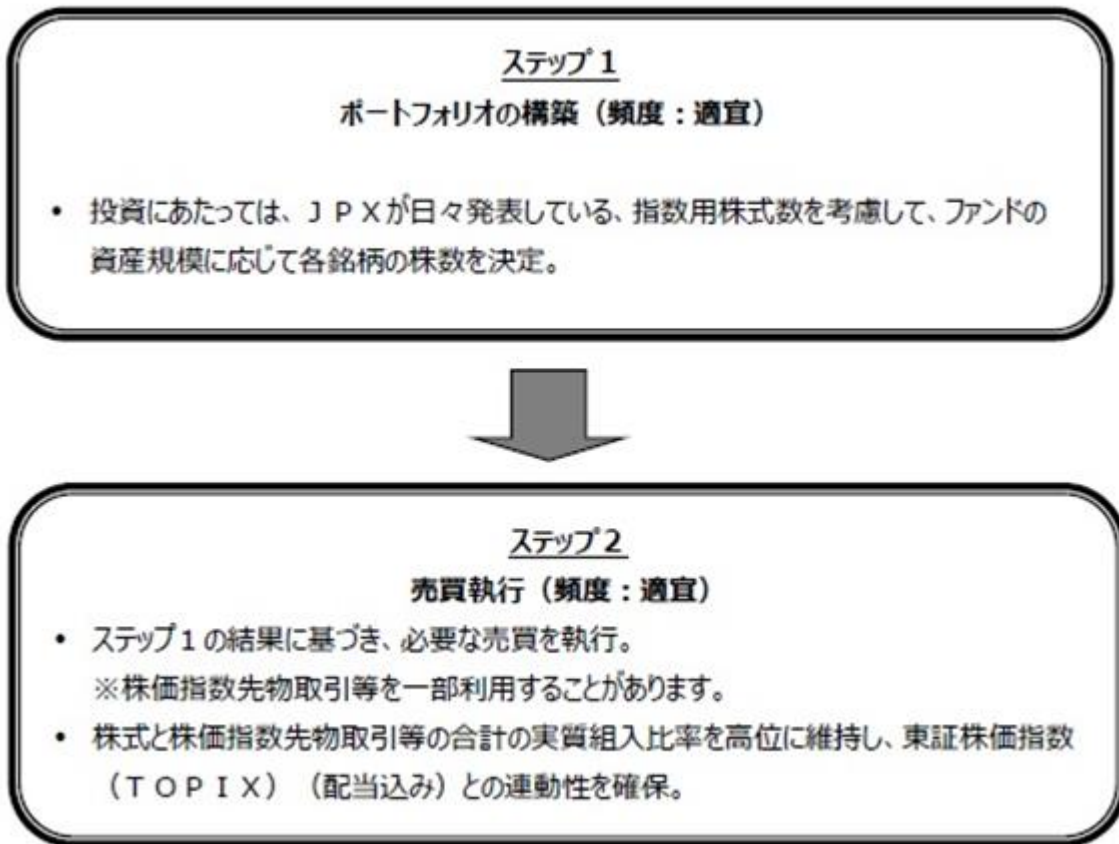 ステップ1
ポートフォリオの構築（頻度：適宜）
• 投資にあたっては、ＪＰＸが日々発表している、指数用株式数を考慮して、ファンドの
資産規模に応じて各銘柄の株数を決定。
ステップ2
売買執行（頻度：適宜）
• ステップ1の結果に基づき、必要な売買を執行。
※株価指数先物取引等を一部利用することがあります。
• 株式と株価指数先物取引等の合計の実質組入比率を高位に維持し、東証株価指数
（ＴＯＰＩＸ）（配当込み）との連動性を確保。